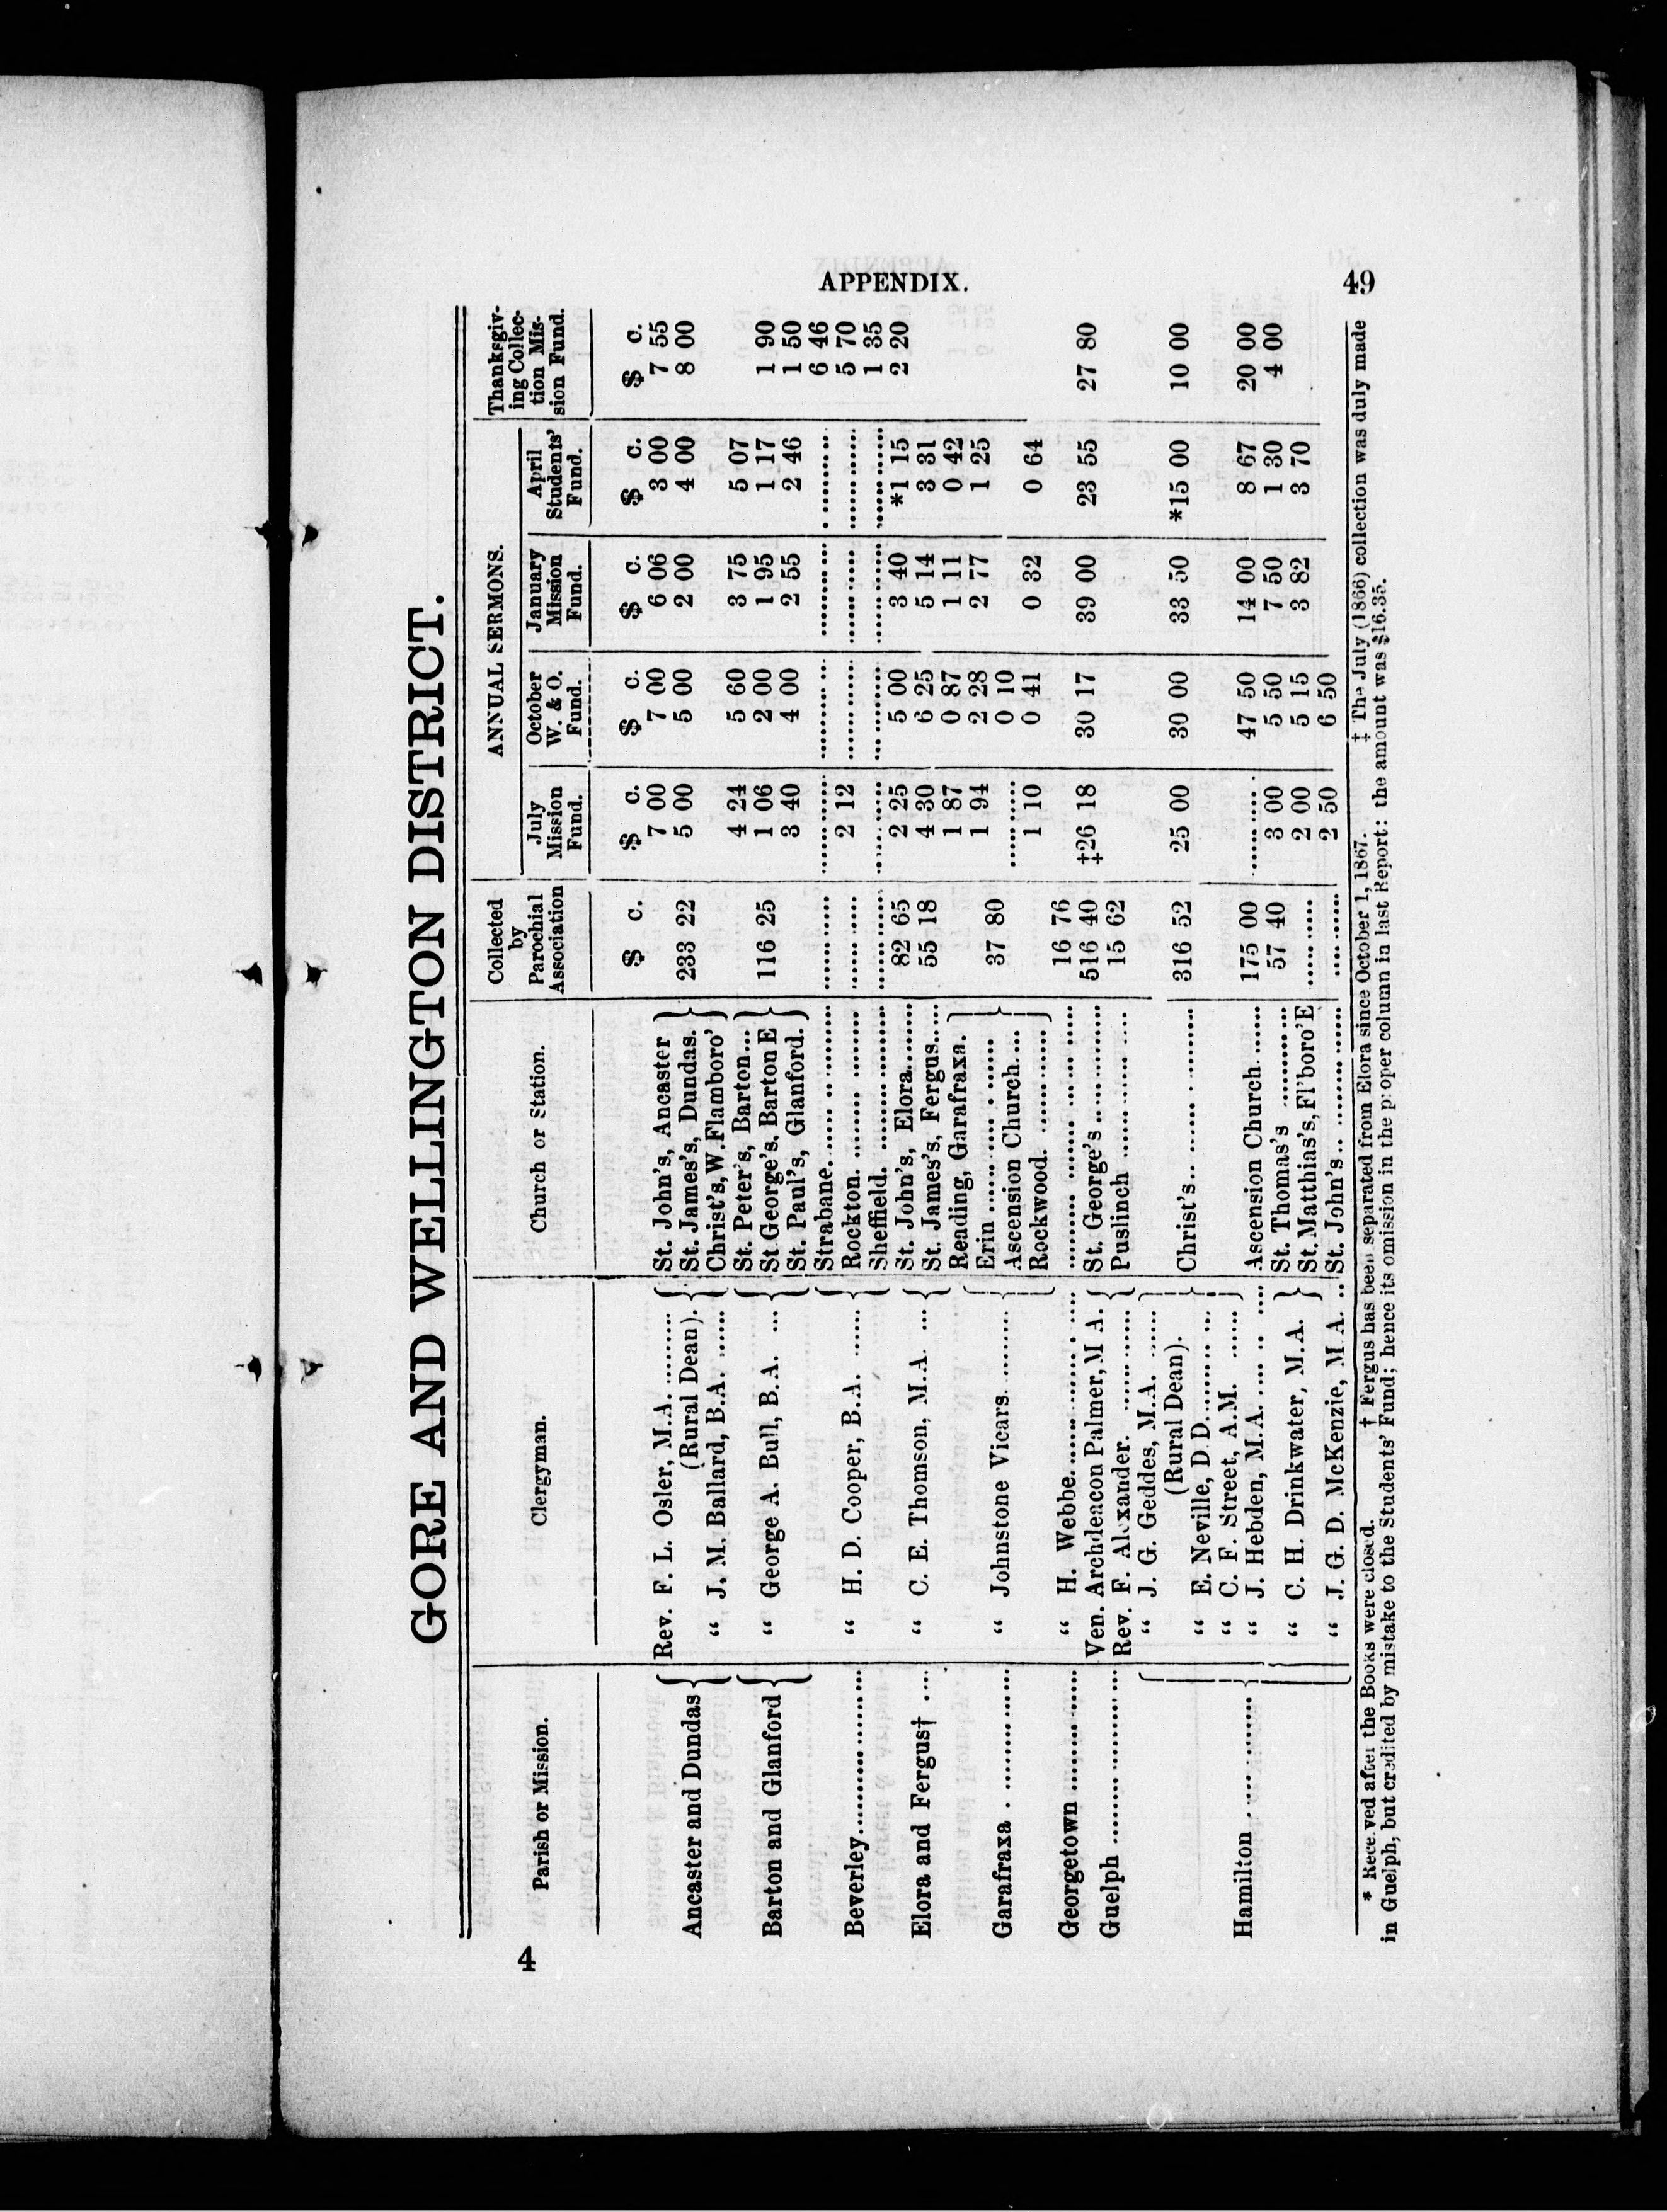 APPENDIX. 49
GORE AND WELLINGTON DISTRICT.
Parish or Mission. Clergyman. Church or Station. Collected by Parochial Association ANNUAL SERMONS. July Mission Fund. October W. & O. Fund. January Mission Fund. April Students' Fund. Thanksgiving Collection Mission Fund.
$ c. $ c. $ c. $ c. $ c. $ c.
Rev. F. L. Osler, M.A. .......... St. John's, Ancaster 7 00 7 00 6 06 3 00 7 55
Ancaster and Dundas (Rural Dean). St. James's, Dundas. 233 22 5 00 5 00 2 00 4 00 8 00
“ J. M. Ballard, B.A. ...... Christ's, W. Flamboro'
St. Peter's, Barton... 4 24 5 60 3 75 5 07
Barton and Glanford “ George A. Bull, B.A. ... St. George's, Barton E 116 25 1 06 2 00 1 95 1 17 1 90
St. Paul's, Glanford. 3 40 4 00 2 55 2 46 1 50
Strabane.................. .......... .......... .......... .......... .......... 6 46
Beverley.................. “ H. D. Cooper, B.A. ....... Rockton. ................ .......... 2 12 .......... .......... .......... 5 70
Sheffield. ................ .......... .......... .......... .......... .......... 1 35
St. John's, Elora.......... 82 65 2 25 5 00 3 40 *1 15 2 20
Elora and Fergus† .... “ C. E. Thomson, M.A. ... St. James's, Fergus..... 55 18 4 30 6 25 5 14 3 31
Reading, Garafraxa. 1 87 0 87 1 11 0 42
Garafraxa ............... “ Johnstone Vicars.......... Erin ............... 37 80 1 94 2 28 2 77 1 25
Ascension Church.... .......... 0 10
Rockwood. ............ 1 10 0 41 0 32 0 64
Georgetown ............... “ H. Webbe.................. .............................. 16 76
Ven. Archdeacon Palmer, M A. St. George's ............... 516 40 ‡26 18 30 17 39 00 23 55 27 80
Guelph .................. Rev. F. Alexander. ............ Puslinch ............... 15 62
“ J. G. Geddes, M.A. ......
(Rural Dean). Christ's.................. 316 52 25 00 30 00 33 50 *15 00 10 00
“ E. Neville, D D............
“ C. F. Street, A.M. .......
Hamilton ............... “ J. Hebden, M.A............ Ascension Church....... 175 00 .......... 47 50 14 00 8 67 20 00
“ C. H. Drinkwater, M.A. St. Thomas's ............ 57 40 3 00 5 50 7 50 1 30 4 00
St. Matthias's, Fl'boro' E .......... 2 00 5 15 3 82 3 70
“ J. G. D. McKenzie, M A. .. St. John's.................. .......... 2 50 6 50
* Received after the Books were closed. † Fergus has been separated from Elora since October 1, 1867. ‡ The July (1866) collection was duly made
in Guelph, but credited by mistake to the Students' Fund; hence its omission in the proper column in last Report: the amount was $16.35.
4